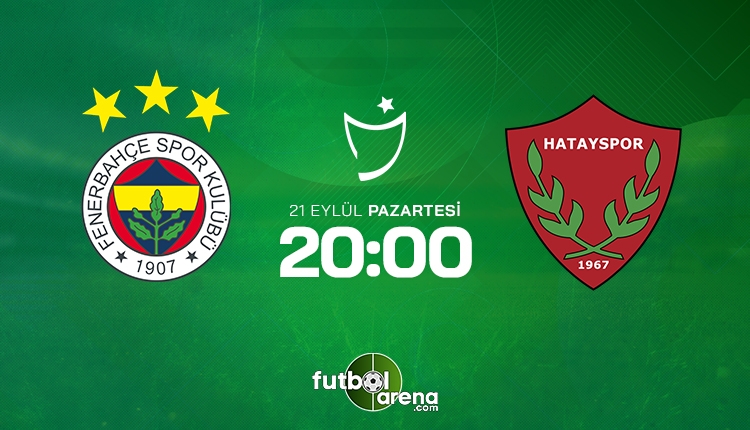 FENERBAHÇE SPOR KULÜBÜ
★ 1907 ★
21 EYLÜL PAZARTESİ
20:00
HATAYSPOR
1967
futbol
arena
.com